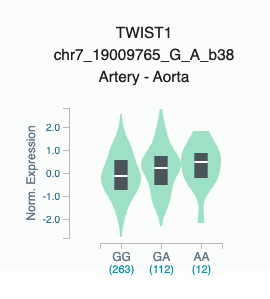 TWIST1
chr7_19009765_G_A_b38
Artery - Aorta
Norm. Expression
2.0
1.0
0.0
-1.0
-2.0
GG GA AA
(263) (112) (12)